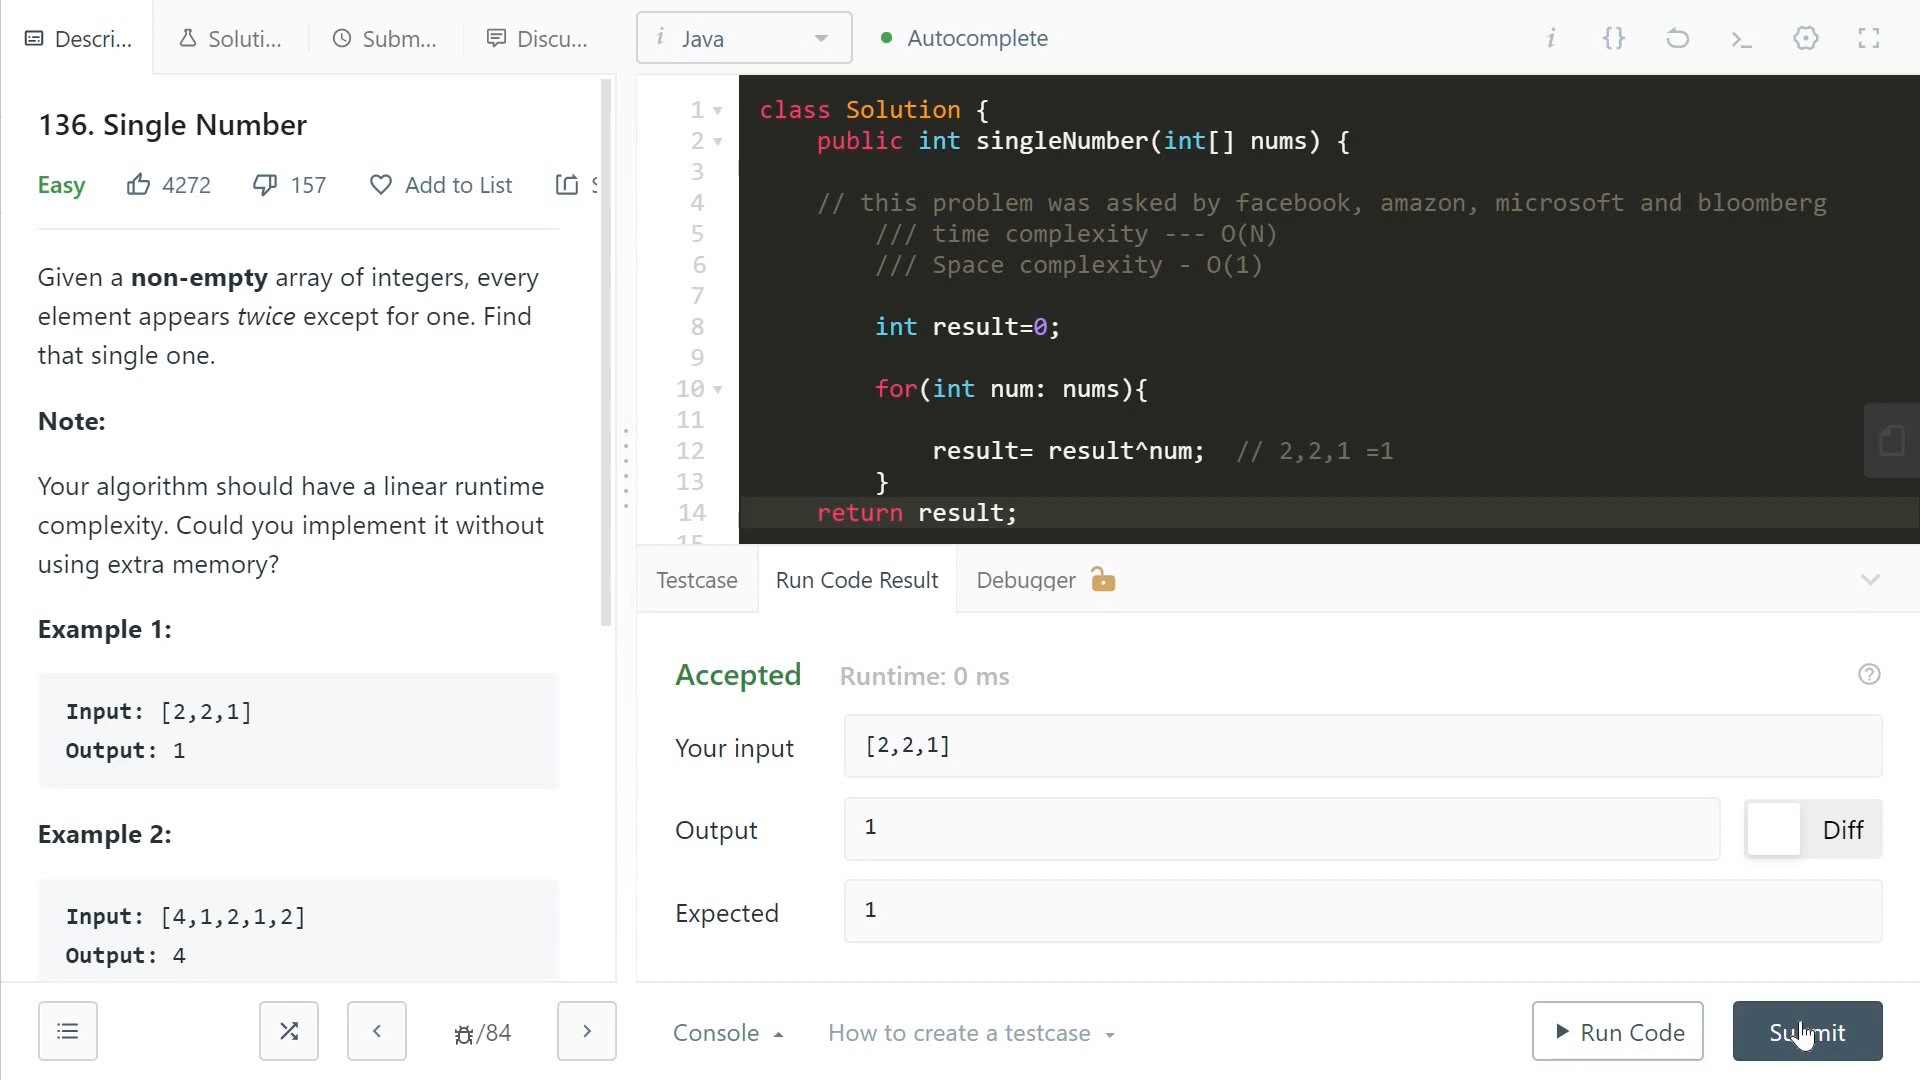 Descri...
Soluti...
Subm...
Discu...
i Java
Autocomplete
i {}
136. Single Number
Easy
4272
157
Add to List
Given a non-empty array of integers, every
element appears twice except for one. Find
that single one.
Note:
Your algorithm should have a linear runtime
complexity. Could you implement it without
using extra memory?
Example 1:
Input: [2,2,1]
Output: 1
Example 2:
Input: [4,1,2,1,2]
Output: 4
/84
1 class Solution {
2 public int singleNumber(int[] nums) {
3
4 // this problem was asked by facebook, amazon, microsoft and bloomberg
5 /// time complexity --- O(N)
6 /// Space complexity - O(1)
7
8 int result=0;
9
10 for(int num: nums){
11
12 result= result^num; // 2,2,1 =1
13 }
14 return result;
15
Testcase
Run Code Result
Debugger
Accepted Runtime: 0 ms
Your input [2,2,1]
Output 1 Diff
Expected 1
Console
How to create a testcase
Run Code
Submit